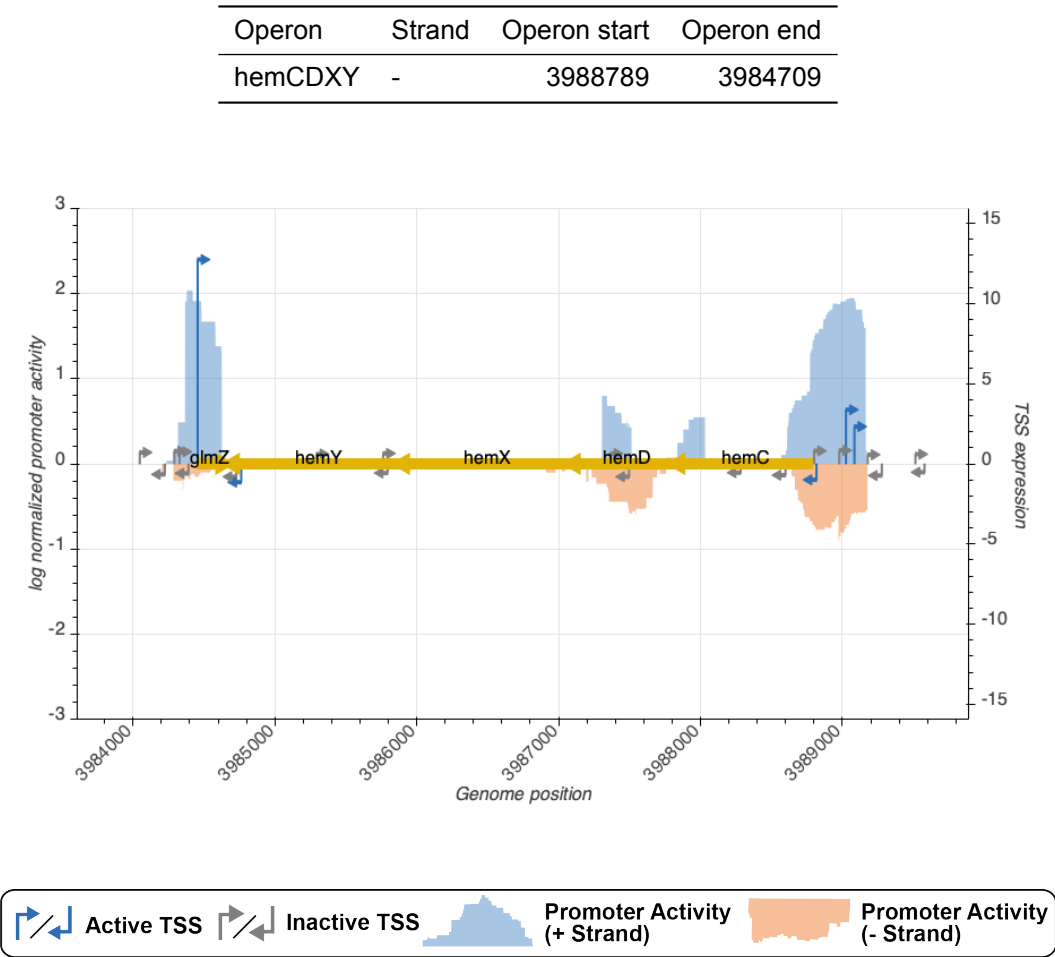 Operon Strand Operon start Operon end
hemCDXY - 3988789 3984709
3
2
1
0
-1
-2
-3
log normalized promoter activity
15
10
5
0
-5
-10
-15
TSS expression
glmZ hemY hemX hemD hemC
3984000 3985000 3986000 3987000 3988000 3989000
Genome position
Active TSS
Inactive TSS
Promoter Activity
(+ Strand)
Promoter Activity
(- Strand)